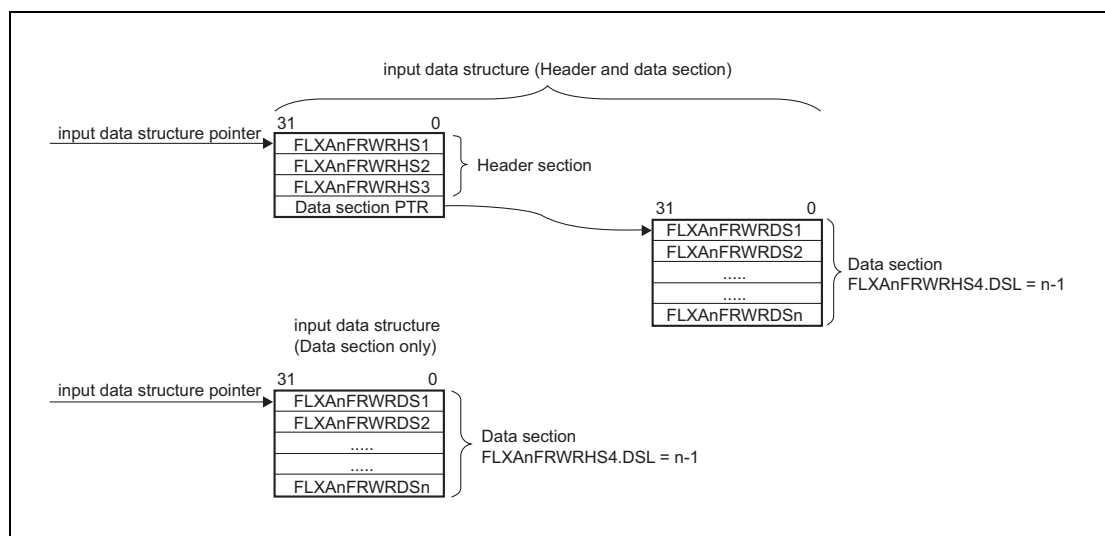 input data structure (Header and data section)
input data structure pointer
31 0
FLXAnFRWRHS1
FLXAnFRWRHS2
FLXAnFRWRHS3
Data section PTR
Header section
31 0
FLXAnFRWRDS1
FLXAnFRWRDS2
.....
.....
FLXAnFRWRDSn
Data section
FLXAnFRWRHS4.DSL = n-1
input data structure
(Data section only)
input data structure pointer
31 0
FLXAnFRWRDS1
FLXAnFRWRDS2
.....
.....
FLXAnFRWRDSn
Data section
FLXAnFRWRHS4.DSL = n-1